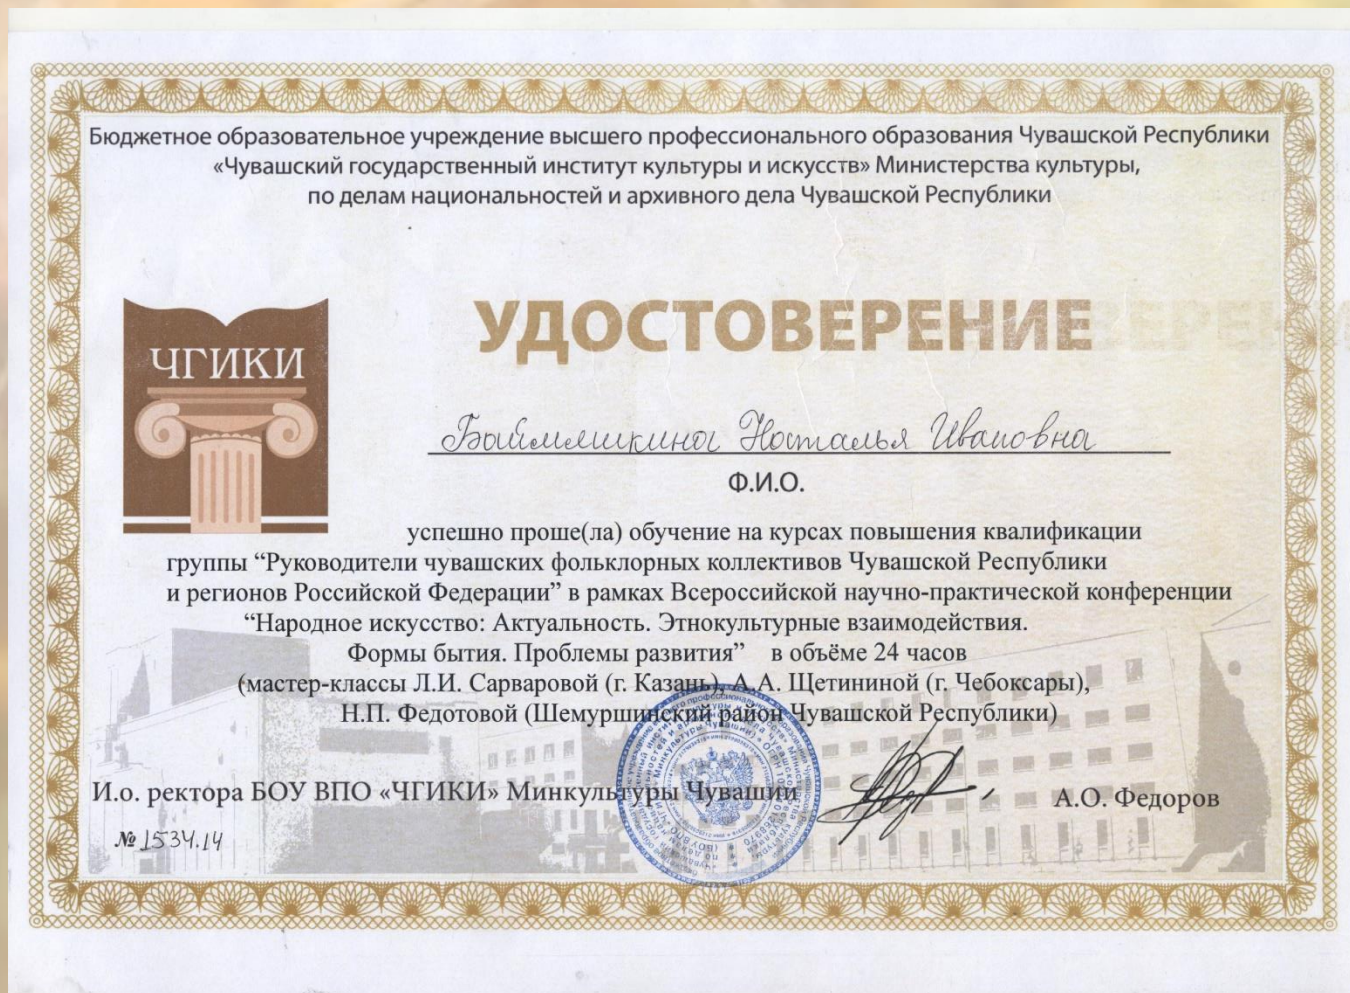 Бюджетное образовательное учреждение высшего профессионального образования Чувашской Республики
«Чувашский государственный институт культуры и искусств» Министерства культуры,
по делам национальностей и архивного дела Чувашской Республики
УДОСТОВЕРЕНИЕ
ЧГИКИ
Баймяшкина Наталья Ивановна
Ф.И.О.
успешно проше(ла) обучение на курсах повышения квалификации
группы “Руководители чувашских фольклорных коллективов Чувашской Республики
и регионов Российской Федерации” в рамках Всероссийской научно-практической конференции
“Народное искусство: Актуальность. Этнокультурные взаимодействия.
Формы бытия. Проблемы развития” в объёме 24 часов
(мастер-классы Л.И. Сарваровой (г. Казань), А.А. Щетининой (г. Чебоксары),
Н.П. Федотовой (Шемуршинский район Чувашской Республики)
И.о. ректора БОУ ВПО «ЧГИКИ» Минкультуры Чувашии
А.О. Федоров
№ 1534.14